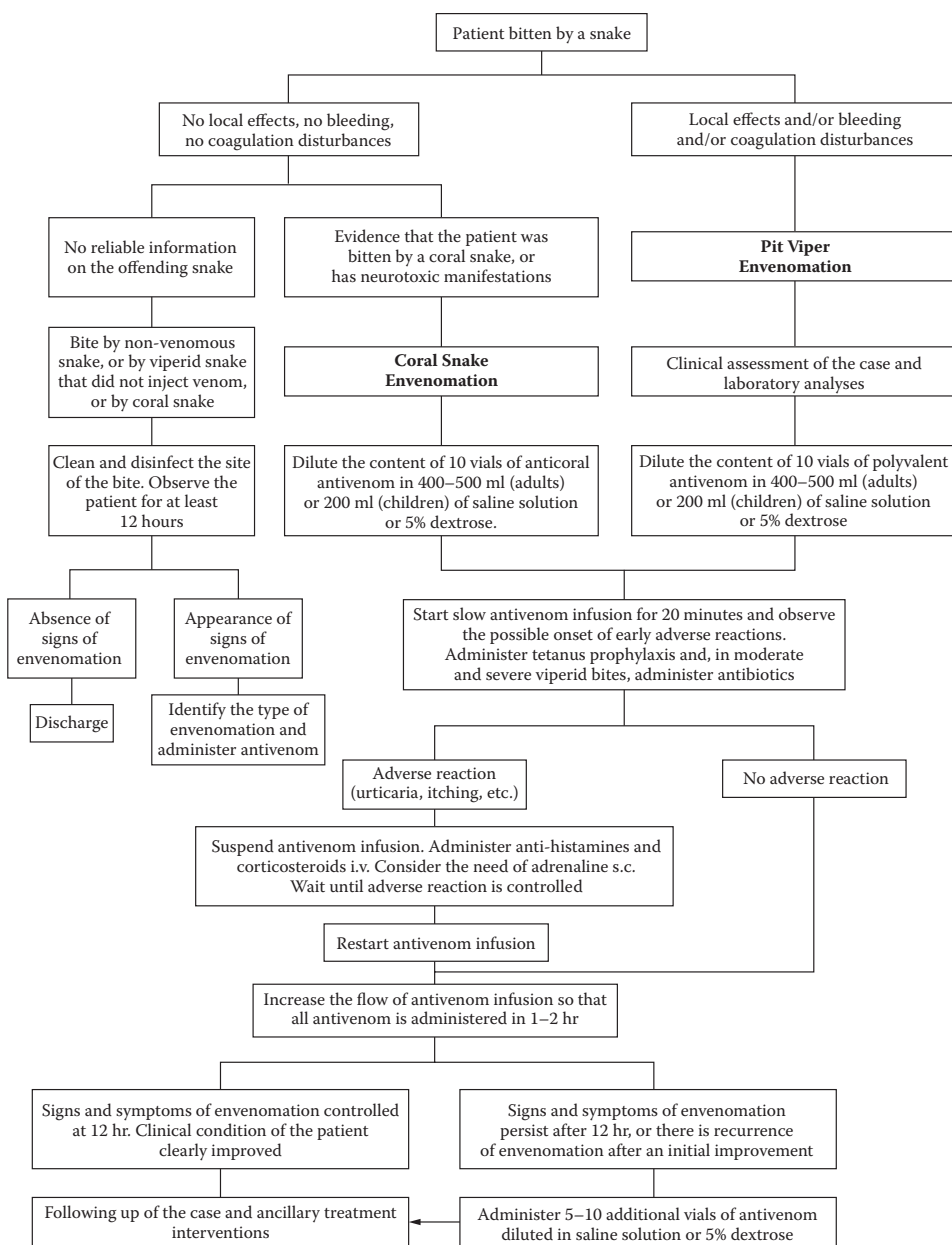 Patient bitten by a snake
No local effects, no bleeding,
no coagulation disturbances
Local effects and/or bleeding
and/or coagulation disturbances
No reliable information
on the offending snake
Evidence that the patient was
bitten by a coral snake, or
has neurotoxic manifestations
Pit Viper
Envenomation
Bite by non-venomous
snake, or by viperid snake
that did not inject venom,
or by coral snake
Coral Snake
Envenomation
Clinical assessment of the case and
laboratory analyses
Clean and disinfect the site
of the bite. Observe the
patient for at least
12 hours
Dilute the content of 10 vials of anticoral
antivenom in 400–500 ml (adults)
or 200 ml (children) of saline solution
or 5% dextrose.
Dilute the content of 10 vials of polyvalent
antivenom in 400–500 ml (adults)
or 200 ml (children) of saline solution
or 5% dextrose
Absence of
signs of
envenomation
Appearance of
signs of
envenomation
Start slow antivenom infusion for 20 minutes and observe
the possible onset of early adverse reactions.
Administer tetanus prophylaxis and, in moderate
and severe viperid bites, administer antibiotics
Discharge
Identify the type of
envenomation and
administer antivenom
Adverse reaction
(urticaria, itching, etc.)
No adverse reaction
Suspend antivenom infusion. Administer anti-histamines and
corticosteroids i.v. Consider the need of adrenaline s.c.
Wait until adverse reaction is controlled
Restart antivenom infusion
Increase the flow of antivenom infusion so that
all antivenom is administered in 1–2 hr
Signs and symptoms of envenomation controlled
at 12 hr. Clinical condition of the patient
clearly improved
Signs and symptoms of envenomation
persist after 12 hr, or there is recurrence
of envenomation after an initial improvement
Following up of the case and ancillary treatment
interventions
Administer 5–10 additional vials of antivenom
diluted in saline solution or 5% dextrose